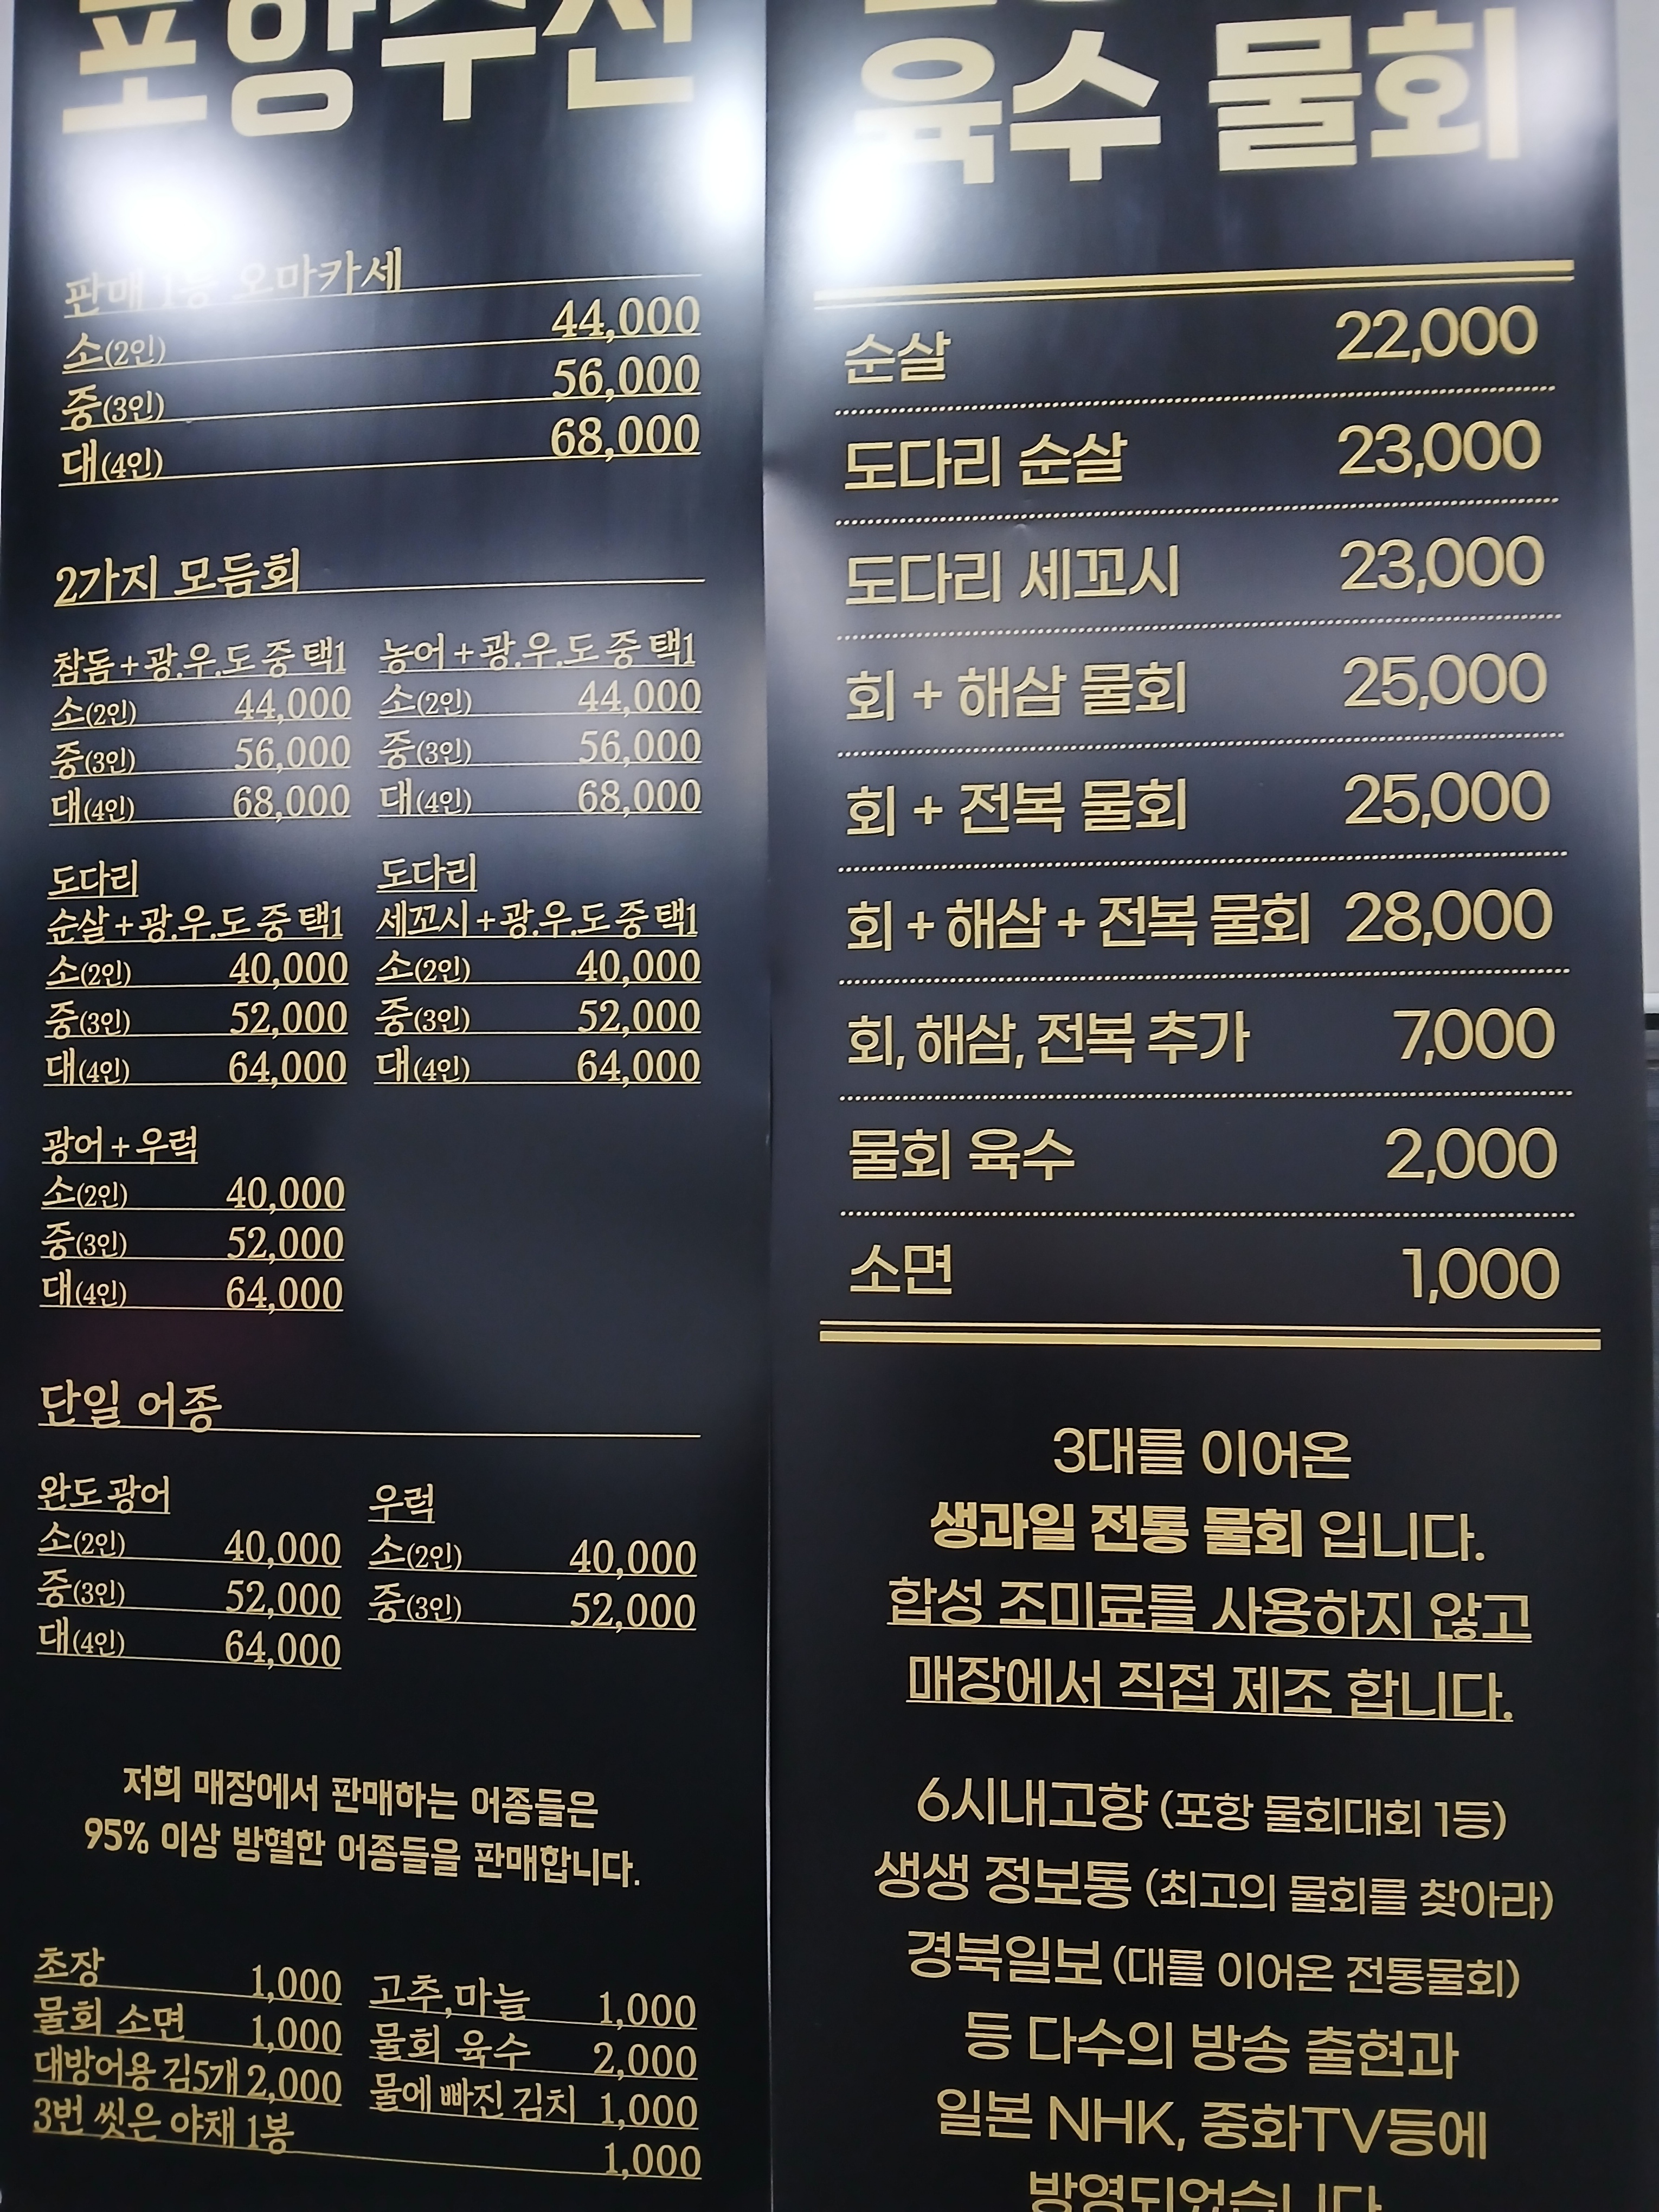 포항수산
판매 1등 오마카세
소(2인) 44,000
중(3인) 56,000
대(4인) 68,000
2가지 모듬회
참돔+광.우.도 중 택1
소(2인) 44,000
중(3인) 56,000
대(4인) 68,000
농어+광.우.도 중 택1
소(2인) 44,000
중(3인) 56,000
대(4인) 68,000
도다리
순살+광.우.도 중 택1
소(2인) 40,000
중(3인) 52,000
대(4인) 64,000
도다리
세꼬시+광.우.도 중 택1
소(2인) 40,000
중(3인) 52,000
대(4인) 64,000
광어+우럭
소(2인) 40,000
중(3인) 52,000
대(4인) 64,000
단일 어종
완도 광어
소(2인) 40,000
중(3인) 52,000
대(4인) 64,000
우럭
소(2인) 40,000
중(3인) 52,000
저희 매장에서 판매하는 어종들은
95% 이상 방혈한 어종들을 판매합니다.
초장 1,000
물회 소면 1,000
대방어용 김5개 2,000
고추,마늘 1,000
물회 육수 2,000
물에 빠진 김치 1,000
3번 씻은 야채 1봉 1,000
육수 물회
순살 22,000
도다리 순살 23,000
도다리 세꼬시 23,000
회 + 해삼 물회 25,000
회 + 전복 물회 25,000
회 + 해삼 + 전복 물회 28,000
회, 해삼, 전복 추가 7,000
물회 육수 2,000
소면 1,000
3대를 이어온
생과일 전통 물회 입니다.
합성 조미료를 사용하지 않고
매장에서 직접 제조 합니다.
6시내고향 (포항 물회대회 1등)
생생 정보통 (최고의 물회를 찾아라)
경북일보 (대를 이어온 전통물회)
등 다수의 방송 출현과
일본 NHK, 중화TV등에
방영되었습니다